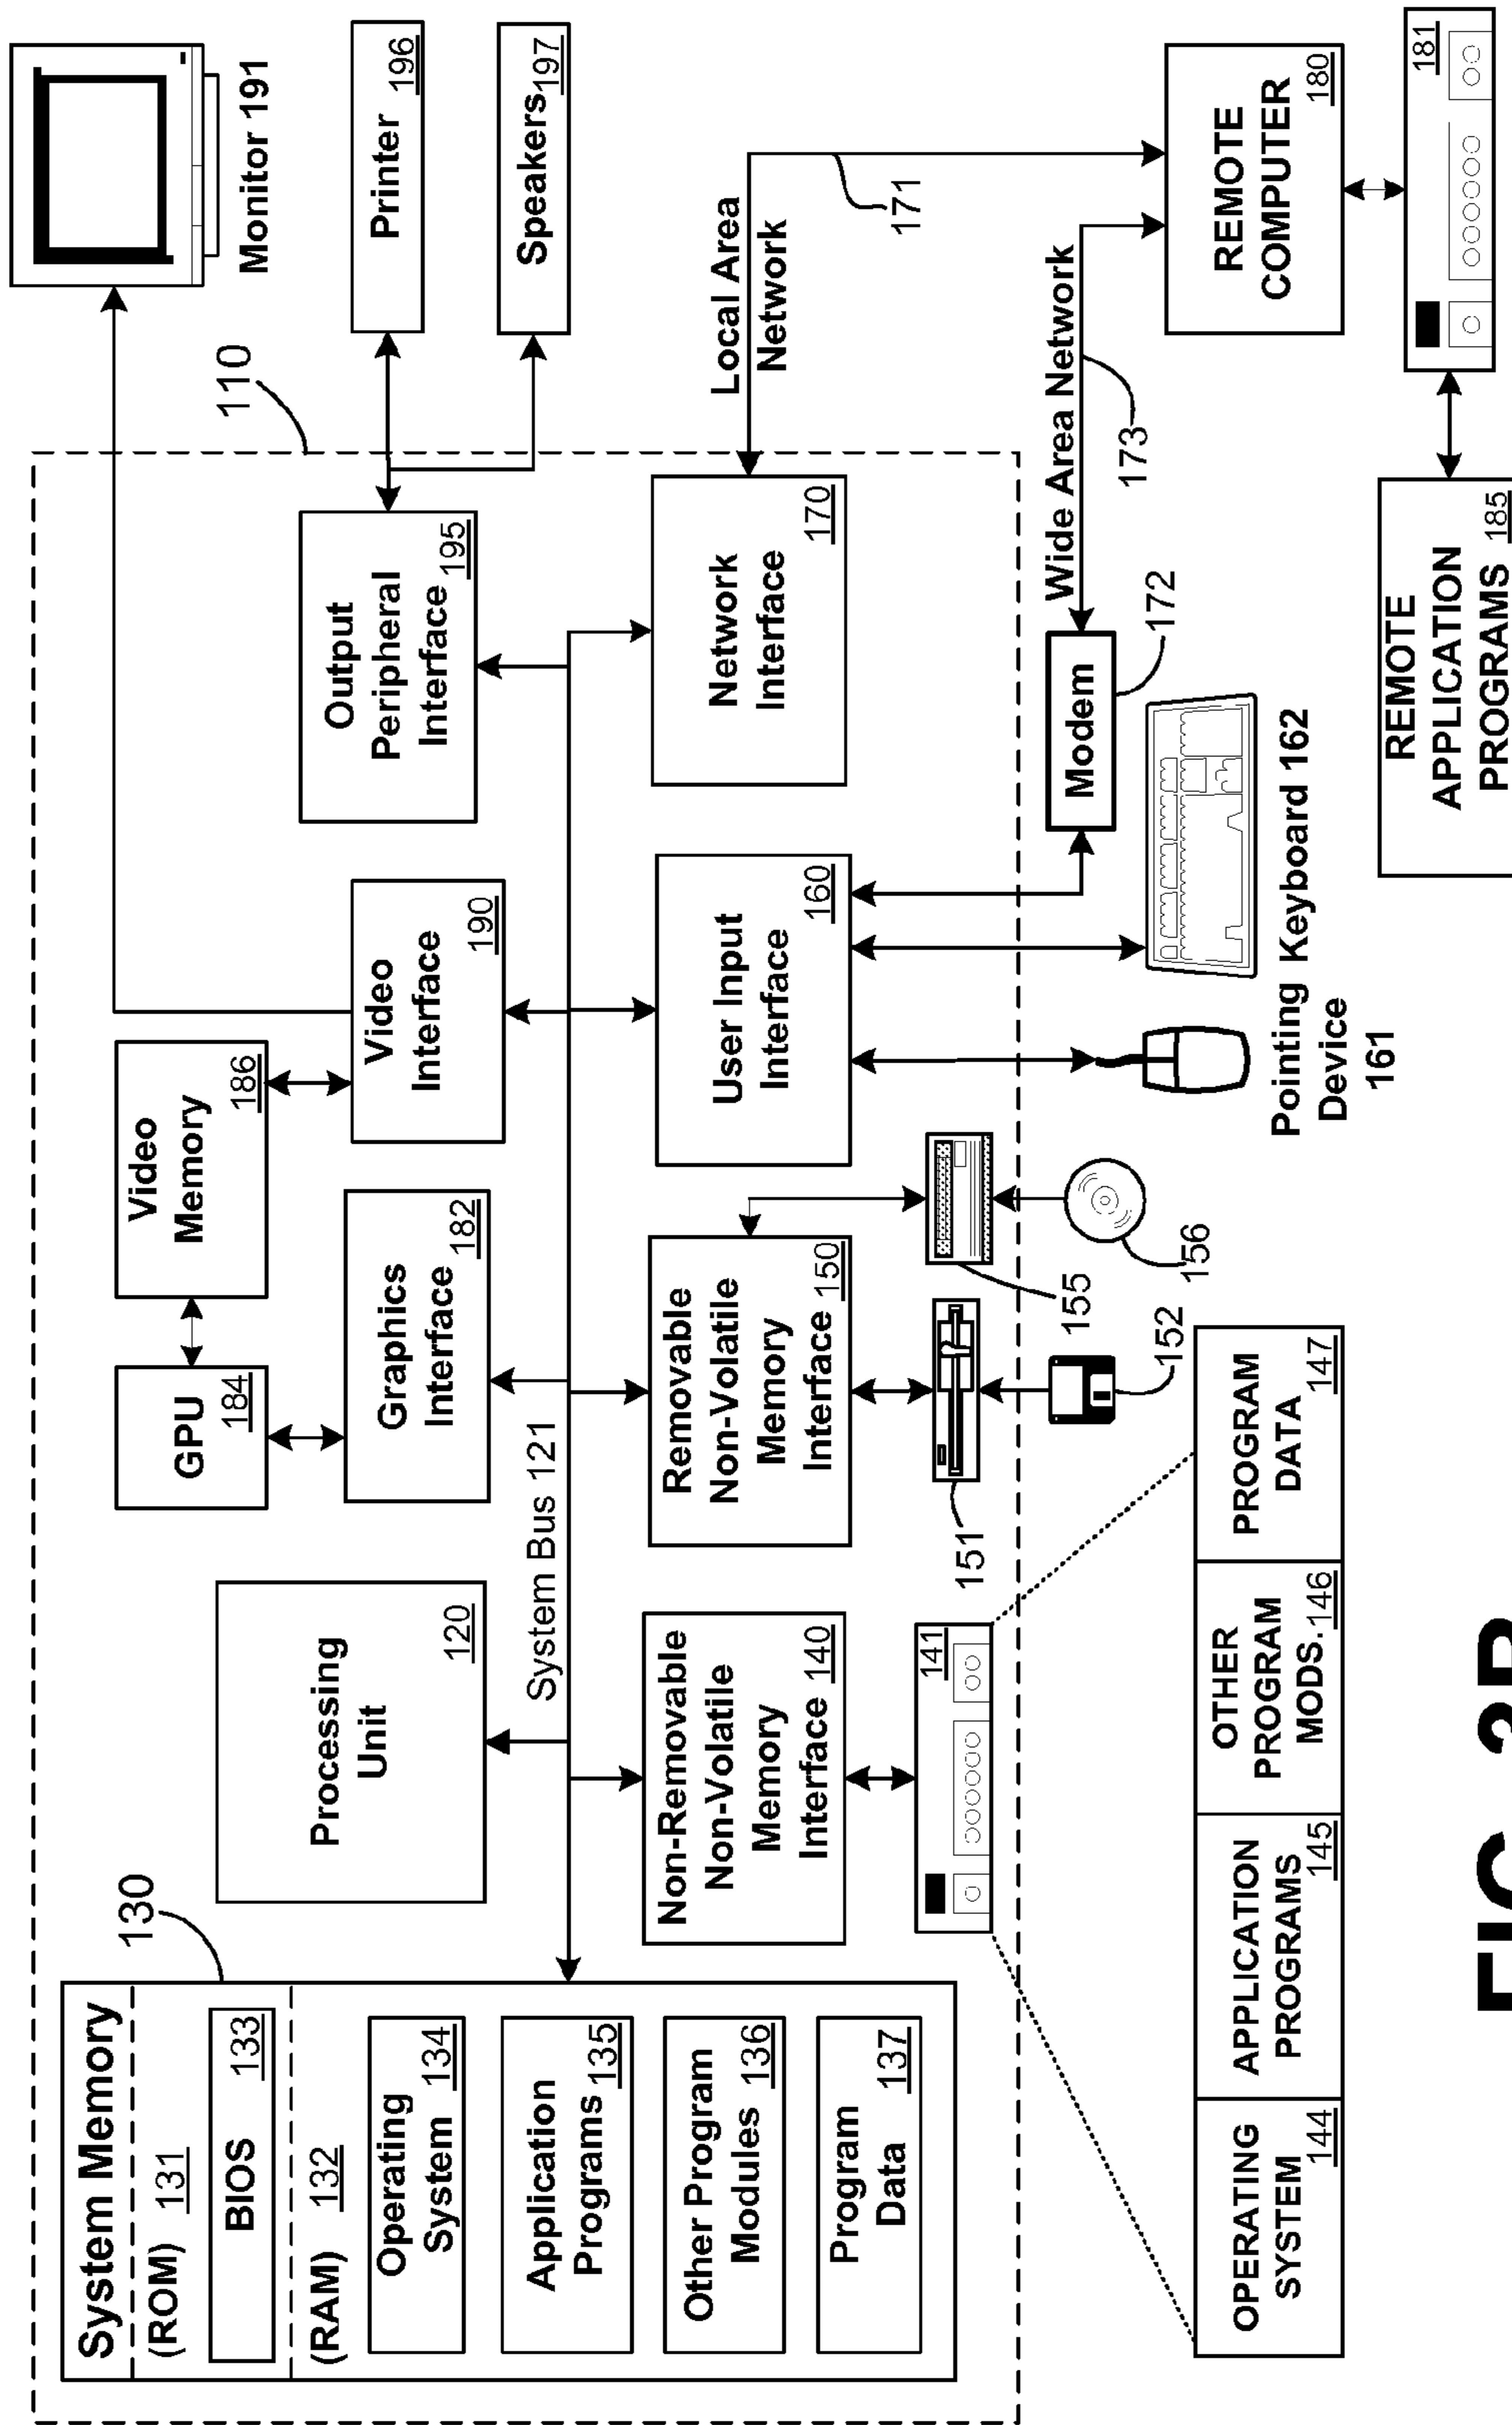 System Memory
(ROM) 131
BIOS 133
(RAM) 132
Operating
System 134
Application
Programs 135
Other Program
Modules 136
Program
Data 137
130
Processing
Unit
120
System Bus 121
GPU
184
Video
Memory
186
Graphics
Interface
182
Video
Interface
190
Output
Peripheral
Interface 195
110
Monitor 191
Printer
196
Speakers 197
Non-Removable
Non-Volatile
Memory
Interface 140
Removable
Non-Volatile
Memory
Interface 150
User Input
Interface
160
Network
Interface
170
Local Area
Network
171
141
151
152
155
156
Pointing
Device
161
Keyboard 162
Modem
172
Wide Area Network
173
REMOTE
COMPUTER
180
181
REMOTE
APPLICATION
PROGRAMS 185
OPERATING
SYSTEM
144
APPLICATION
PROGRAMS
145
OTHER
PROGRAM
MODS. 146
PROGRAM
DATA
147